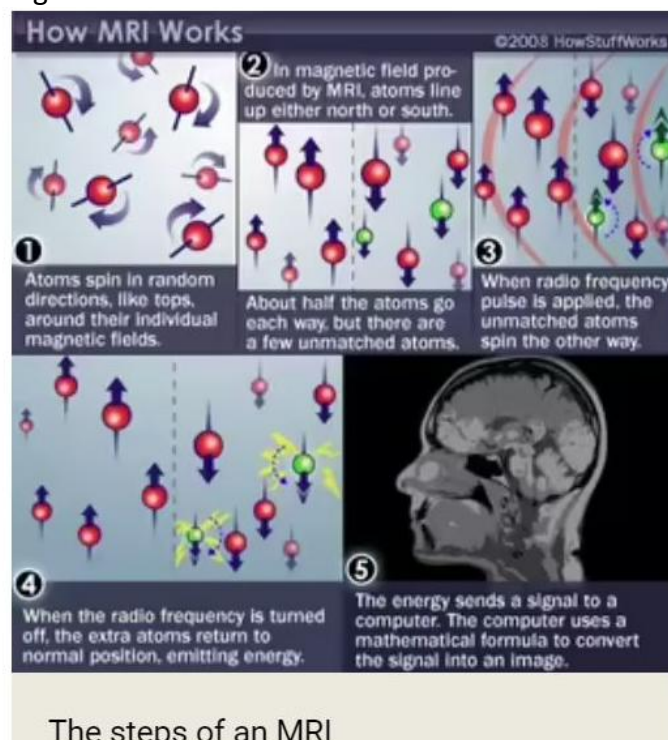 How MRI Works
©2008 HowStuffWorks
1
Atoms spin in random
directions, like tops,
around their individual
magnetic fields.
2 In magnetic field pro-
duced by MRI, atoms line
up either north or south.
About half the atoms go
each way, but there are
a few unmatched atoms.
3
When radio frequency
pulse is applied, the
unmatched atoms
spin the other way.
4
When the radio frequency is turned
off, the extra atoms return to
normal position, emitting energy.
5
The energy sends a signal to a
computer. The computer uses a
mathematical formula to convert
the signal into an image.
The steps of an MRI